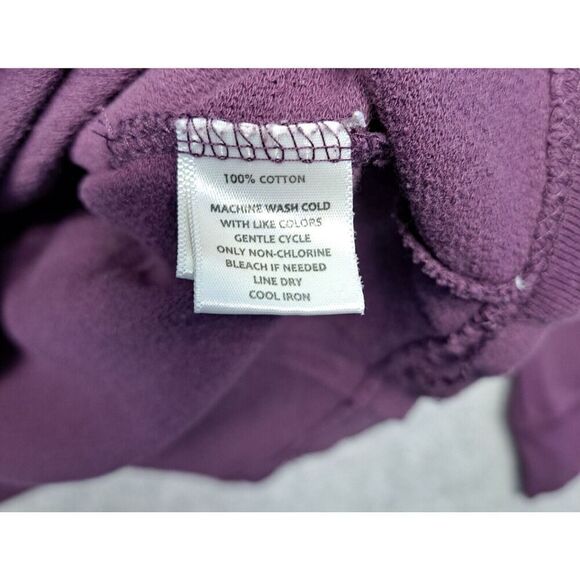 100% COTTON
MACHINE WASH COLD
WITH LIKE COLORS
GENTLE CYCLE
ONLY NON-CHLORINE
BLEACH IF NEEDED
LINE DRY
COOL IRON